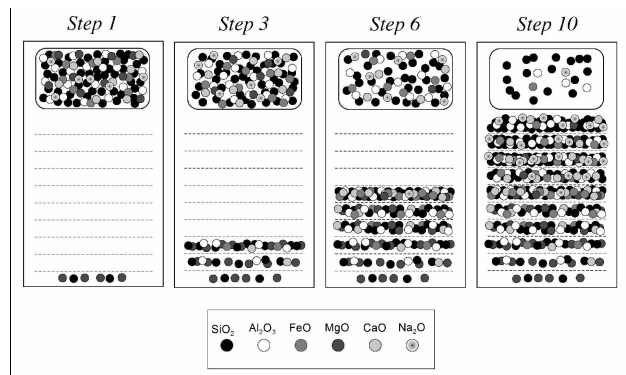 Step 1 Step 3 Step 6 Step 10
SiO₂ Al₂O₃ FeO MgO CaO Na₂O